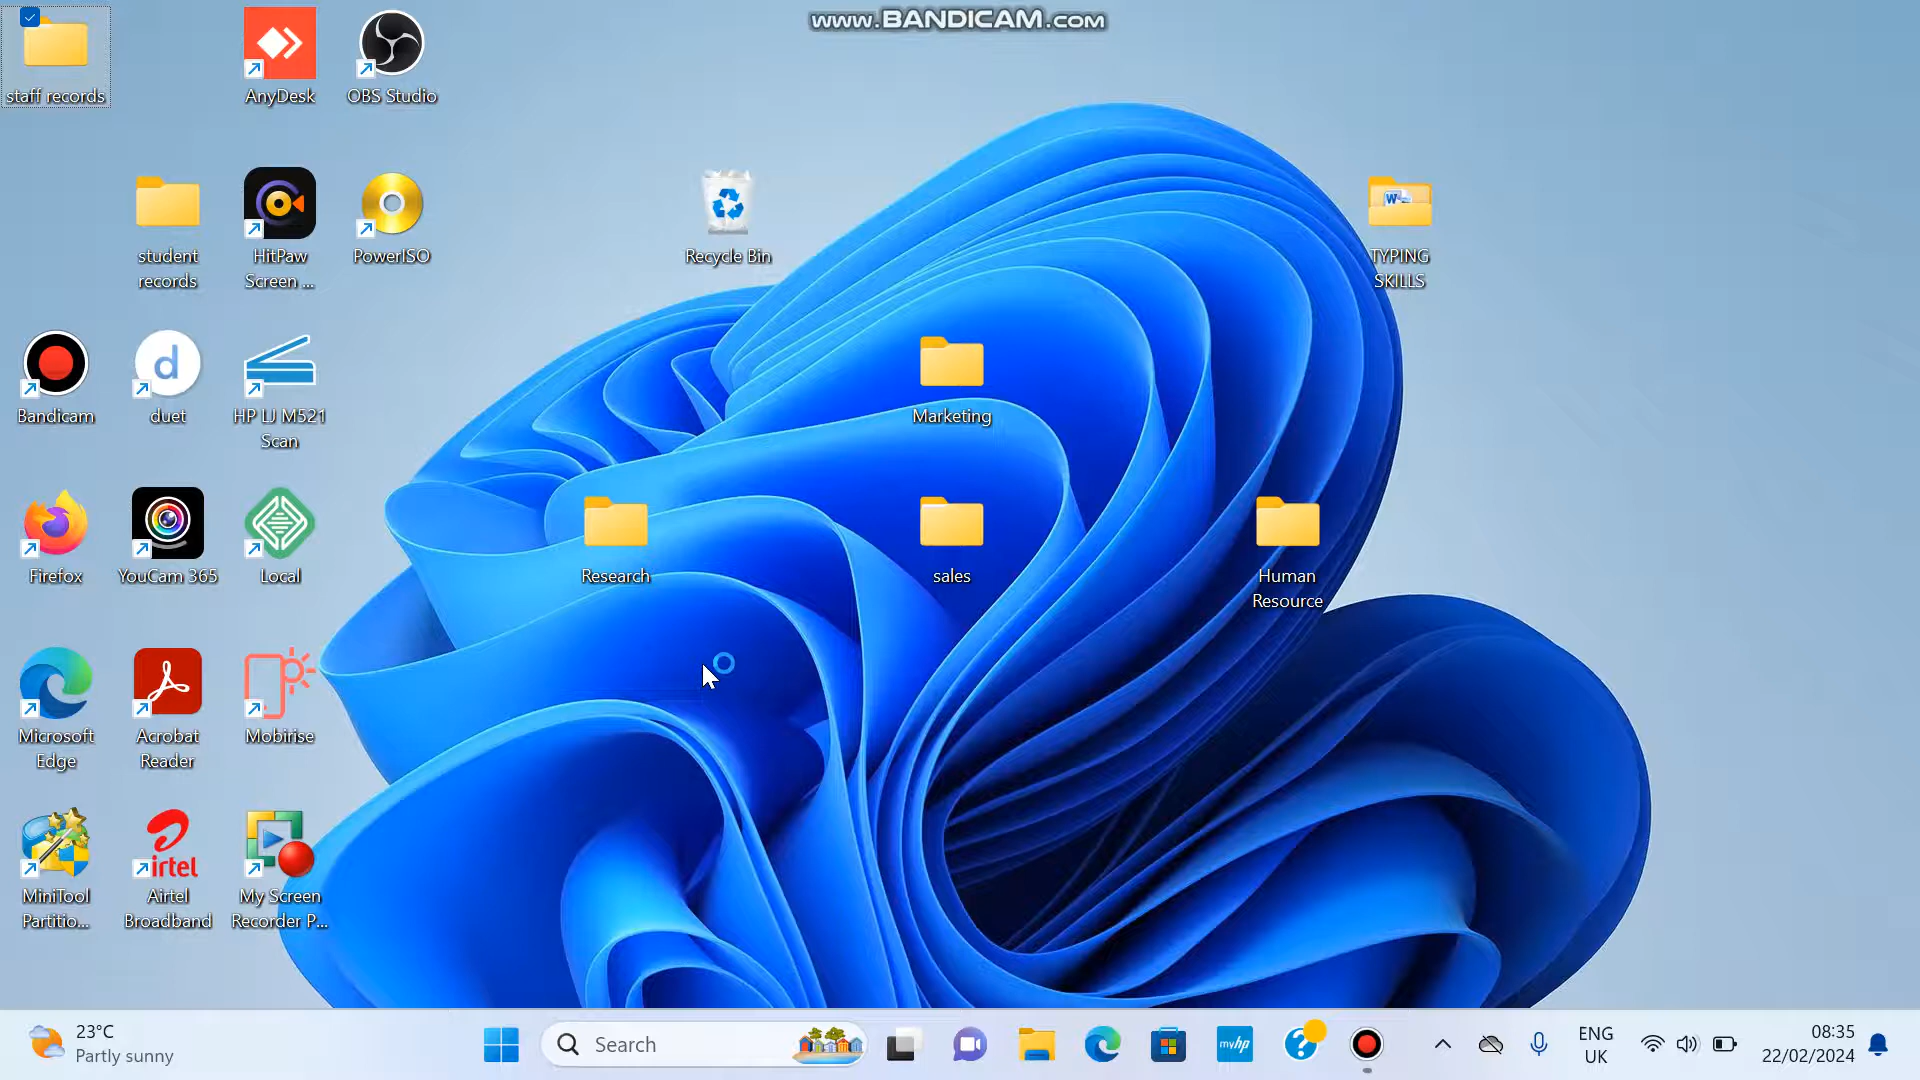 www.BANDICAM.com
staff records
AnyDesk
OBS Studio
student
records
HitPaw
Screen ...
PowerISO
Recycle Bin
TYPING
SKILLS
Bandicam
d
duet
HP LJ M521
Scan
Marketing
Firefox
YouCam 365
Local
Research
sales
Human
Resource
Microsoft
Edge
Acrobat
Reader
Mobirise
MiniTool
Partitio...
airtel
Airtel
Broadband
My Screen
Recorder P...
23°C
Partly sunny
Search
myhp
ENG
UK
08:35
22/02/2024